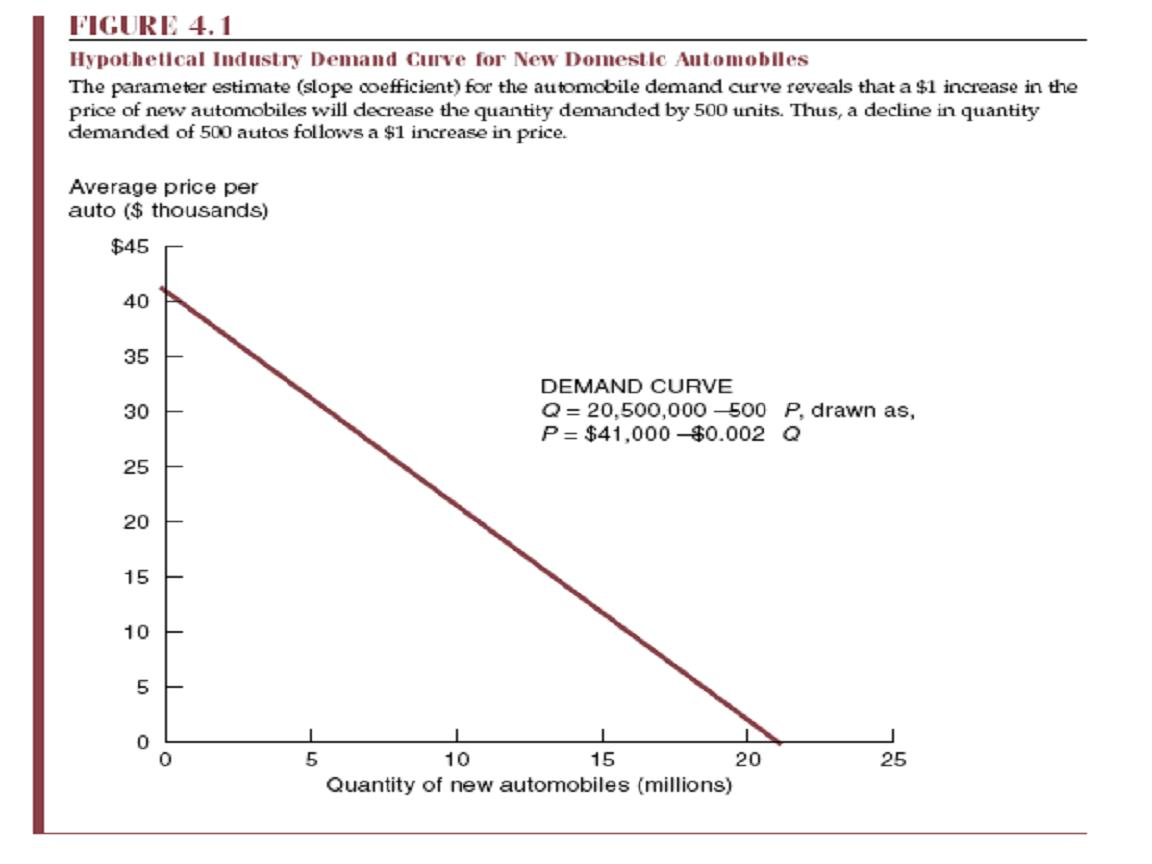 FIGURE 4.1
Hypothetical Industry Demand Curve for New Domestic Automobiles
The parameter estimate (slope coefficient) for the automobile demand curve reveals that a $1 increase in the
price of new automobiles will decrease the quantity demanded by 500 units. Thus, a decline in quantity
demanded of 500 autos follows a $1 increase in price.
Average price per
auto ($ thousands)
$45
40
35
30
25
20
15
10
5
0
DEMAND CURVE
Q = 20,500,000 –500 P, drawn as,
P = $41,000 –$0.002 Q
0 5 10 15 20 25
Quantity of new automobiles (millions)